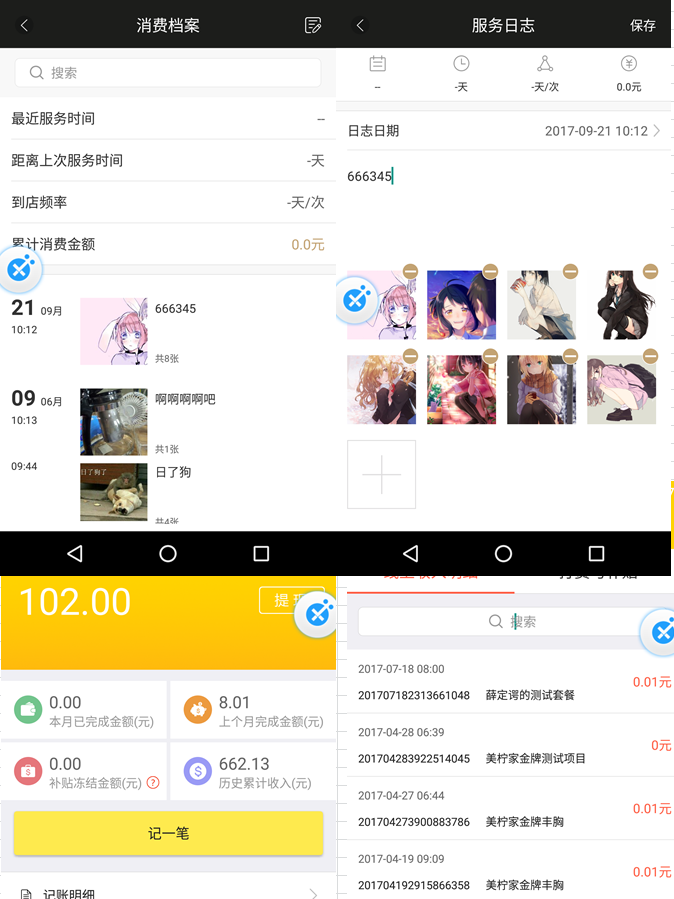 消费档案
搜索
最近服务时间 --
距离上次服务时间 -天
到店频率 -天/次
累计消费金额 0.0元
21 09月 666345
10:12
共8张
09 06月 啊啊啊啊吧
10:13
共1张
09:44 日了狗
日了狗了
共4张
服务日志 保存
-- -天 -天/次 0.0元
日志日期 2017-09-21 10:12
666345
102.00
提现
0.00
本月已完成金额(元)
8.01
上个月完成金额(元)
0.00
补贴冻结金额(元)
662.13
历史累计收入(元)
记一笔
记账明细
搜索
2017-07-18 08:00
201707182313661048 薛定谔的测试套餐 0.01元
2017-04-28 06:39
201704283922514045 美柠家金牌测试项目 0元
2017-04-27 06:44
201704273900883786 美柠家金牌丰胸 0.01元
2017-04-19 09:09
201704192915866358 美柠家金牌丰胸 0.01元